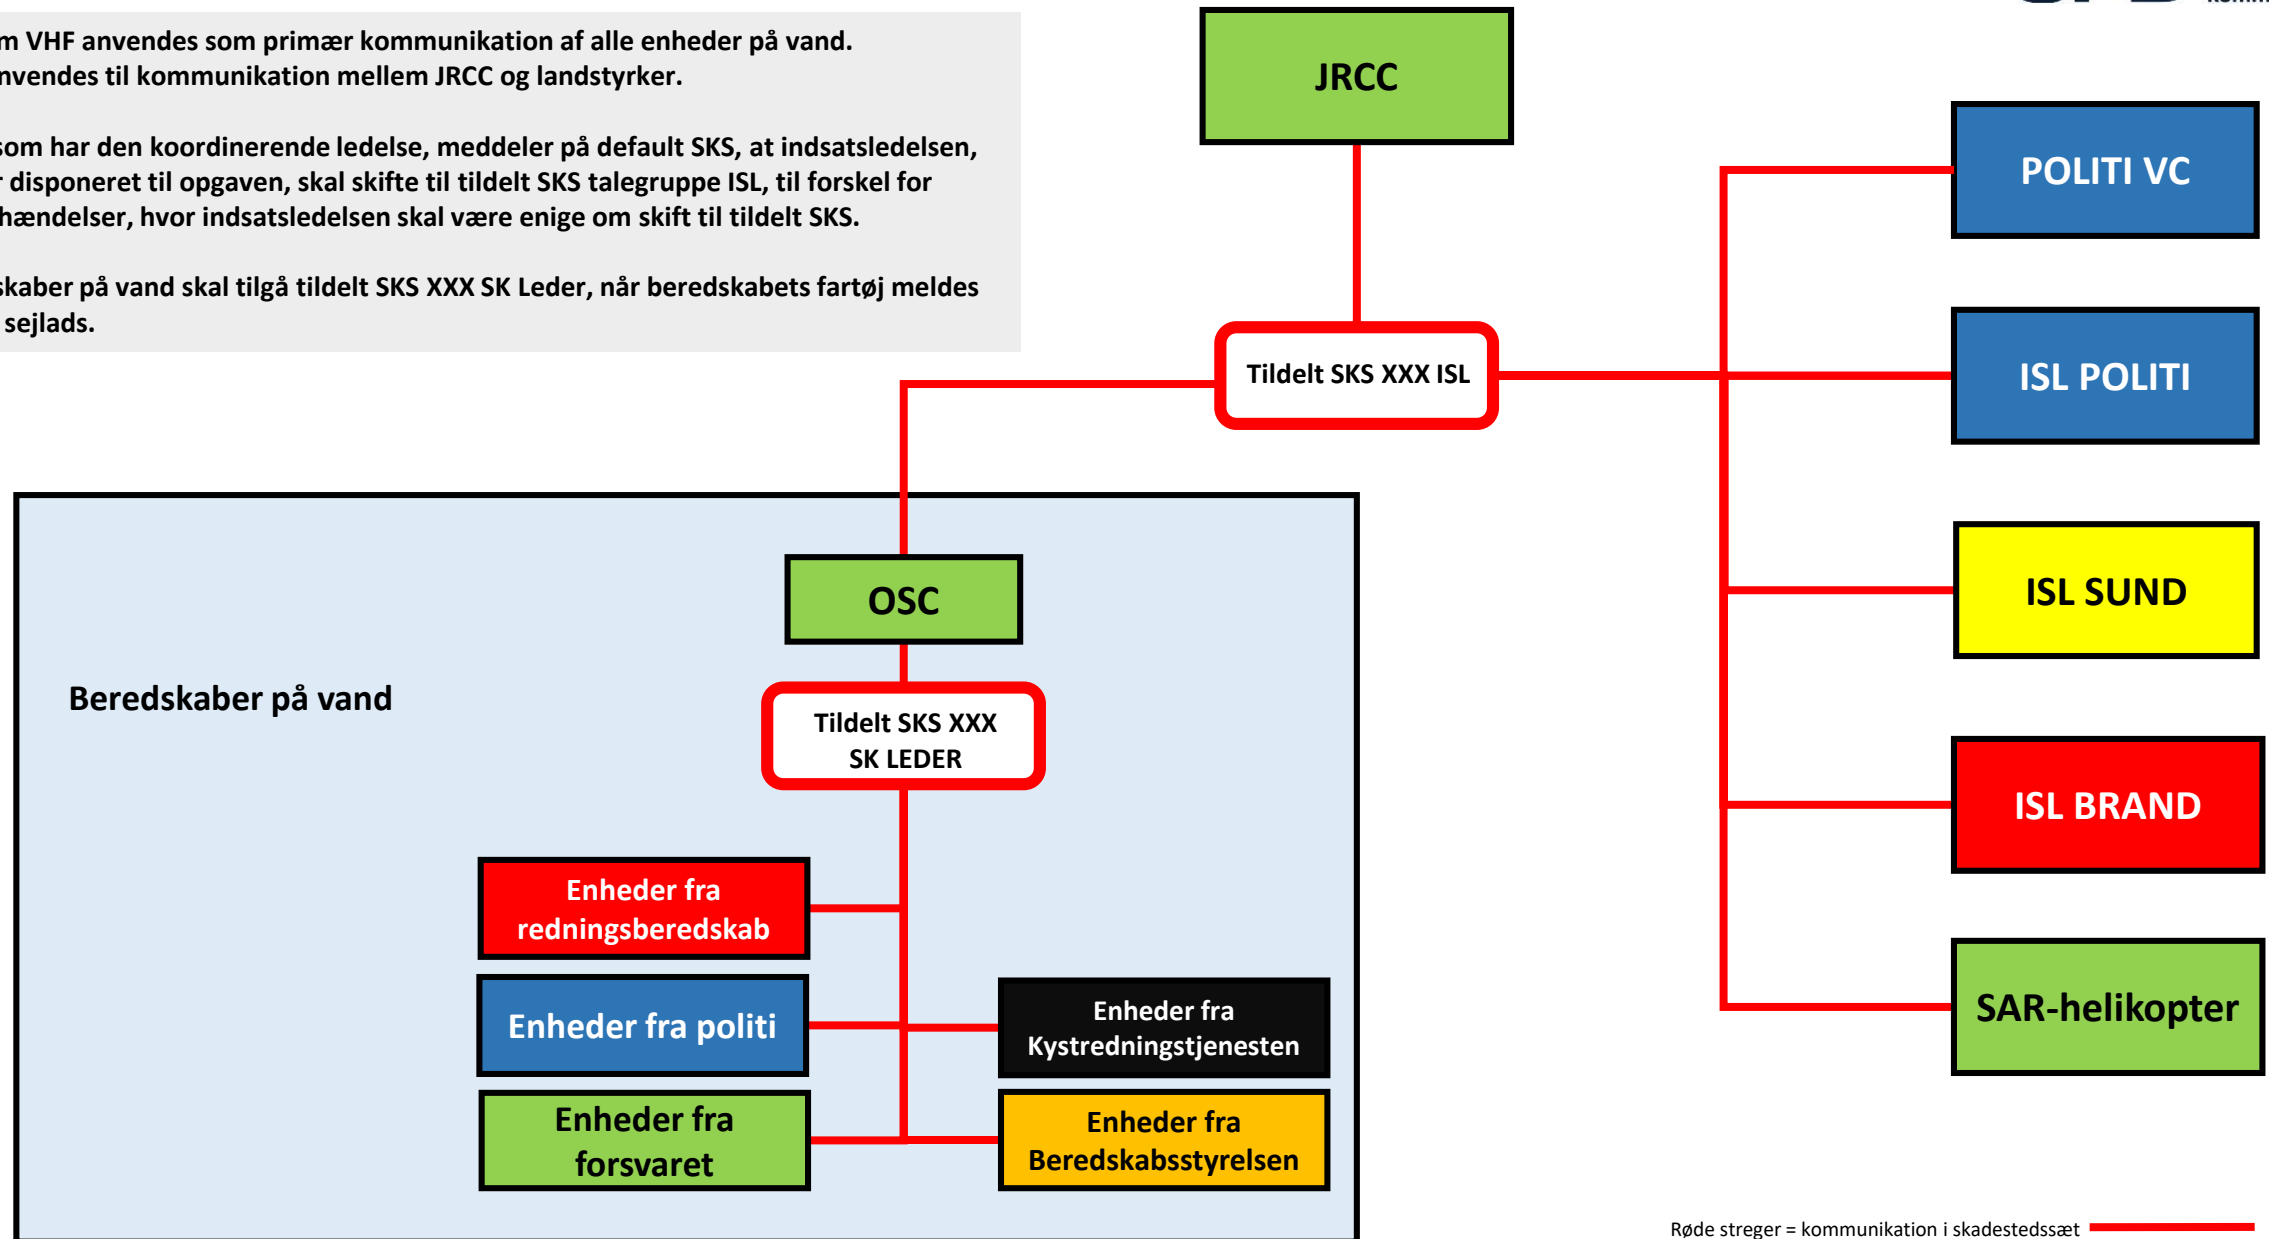 VHF anvendes som primær kommunikation af alle enheder på vand.
til kommunikation mellem JRCC og landstyrker.
som har den koordinerende ledelse, meddeler på default SKS, at indsatsledelsen,
disponeret til opgaven, skal skifte til tildelt SKS talegruppe ISL, til forskel for
hændelser, hvor indsatsledelsen skal være enige om skift til tildelt SKS.
på vand skal tilgå tildelt SKS XXX SK Leder, når beredskabets fartøj meldes
sejlads.
JRCC
POLITI VC
Tildelt SKS XXX ISL
ISL POLITI
OSC
ISL SUND
Beredskaber på vand
Tildelt SKS XXX
SK LEDER
ISL BRAND
Enheder fra
redningsberedskab
SAR-helikopter
Enheder fra politi
Enheder fra
Kystredningstjenesten
Enheder fra
forsvaret
Enheder fra
Beredskabsstyrelsen
Røde streger = kommunikation i skadestedssæt